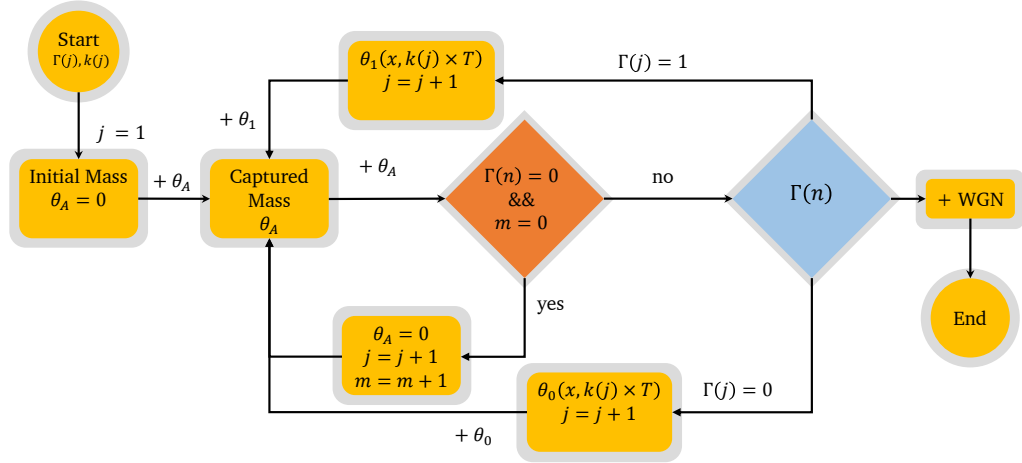 Start
Γ(j), k(j)
j = 1
Initial Mass
θ_A = 0
+ θ_A
Captured
Mass
θ_A
+ θ_1
θ_1(x, k(j) × T)
j = j + 1
Γ(j) = 1
+ θ_A
Γ(n) = 0
&&
m = 0
no
Γ(n)
+ WGN
End
yes
θ_A = 0
j = j + 1
m = m + 1
θ_0(x, k(j) × T)
j = j + 1
Γ(j) = 0
+ θ_0